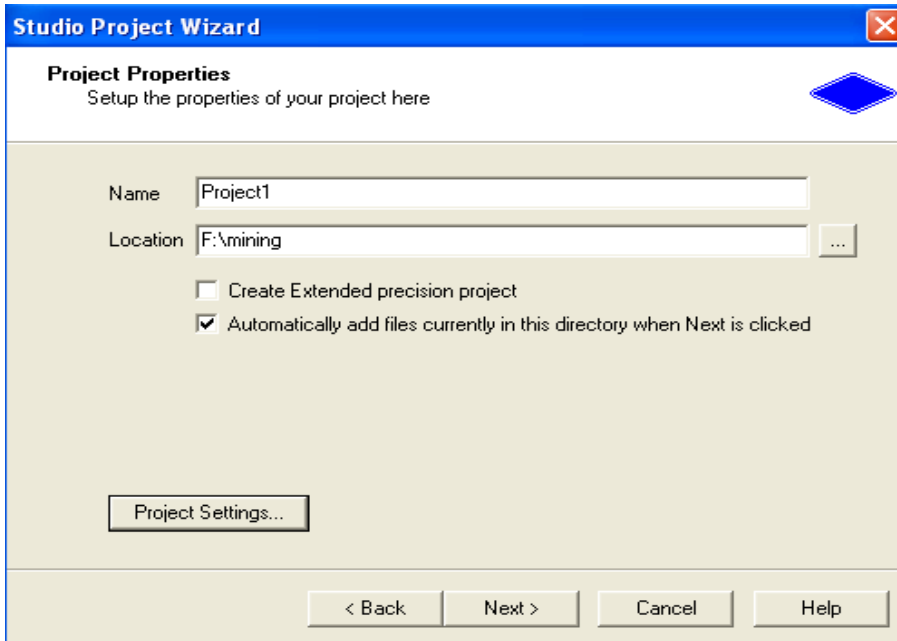 Studio Project Wizard
Project Properties
Setup the properties of your project here
Name Project1
Location F:\mining ...
Create Extended precision project
Automatically add files currently in this directory when Next is clicked
Project Settings...
< Back Next > Cancel Help